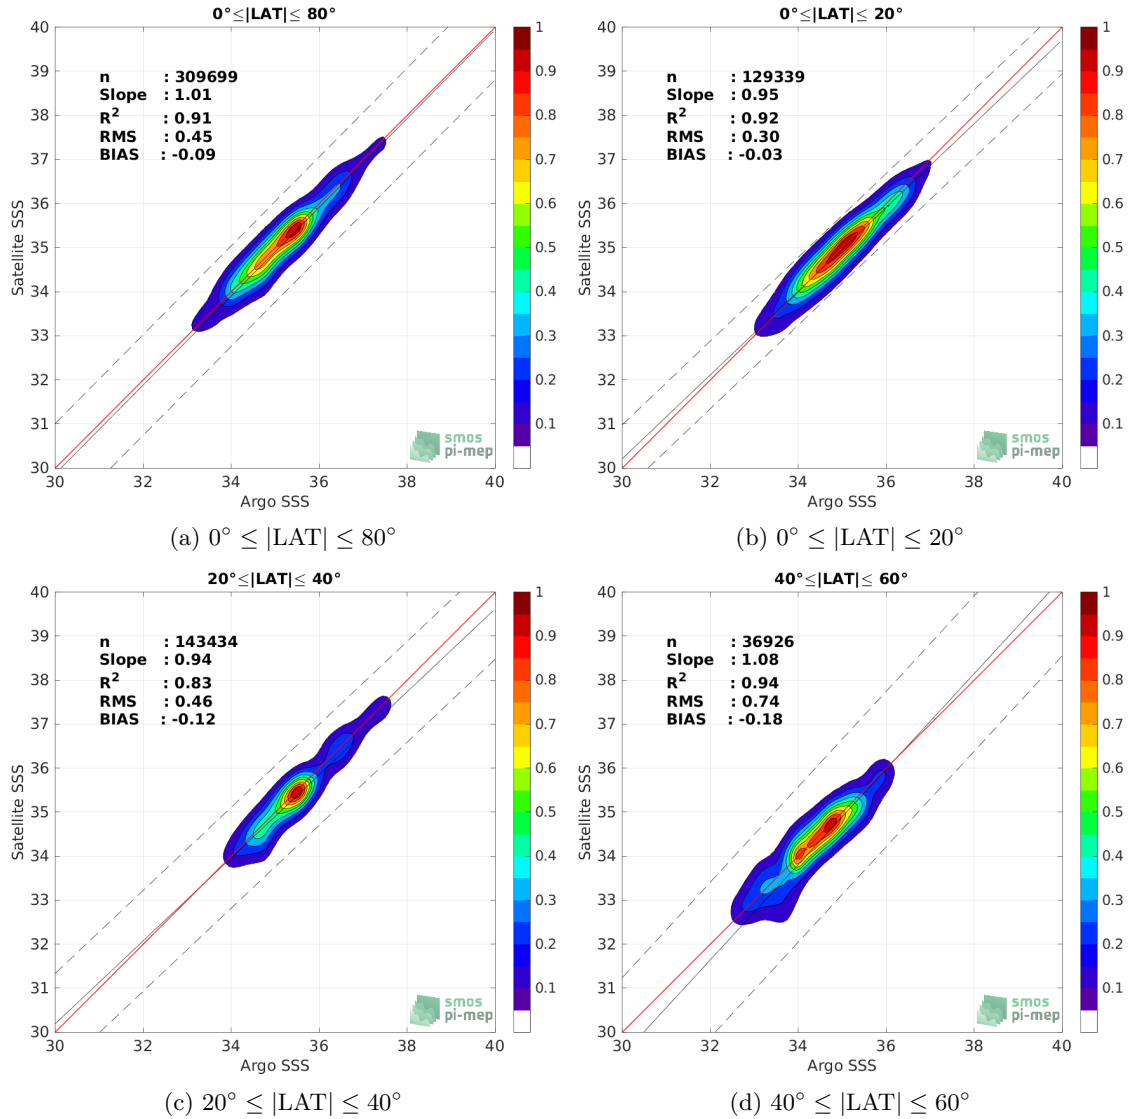 0°≤|LAT|≤ 80°
n : 309699
Slope : 1.01
R² : 0.91
RMS : 0.45
BIAS : -0.09
Satellite SSS
40
39
38
37
36
35
34
33
32
31
30
30 32 34 36 38 40
Argo SSS
1
0.9
0.8
0.7
0.6
0.5
0.4
0.3
0.2
0.1
smos
pi-mep
(a) 0° ≤ |LAT| ≤ 80°
0°≤|LAT|≤ 20°
n : 129339
Slope : 0.95
R² : 0.92
RMS : 0.30
BIAS : -0.03
Satellite SSS
40
39
38
37
36
35
34
33
32
31
30
30 32 34 36 38 40
Argo SSS
1
0.9
0.8
0.7
0.6
0.5
0.4
0.3
0.2
0.1
smos
pi-mep
(b) 0° ≤ |LAT| ≤ 20°
20°≤|LAT|≤ 40°
n : 143434
Slope : 0.94
R² : 0.83
RMS : 0.46
BIAS : -0.12
Satellite SSS
40
39
38
37
36
35
34
33
32
31
30
30 32 34 36 38 40
Argo SSS
1
0.9
0.8
0.7
0.6
0.5
0.4
0.3
0.2
0.1
smos
pi-mep
(c) 20° ≤ |LAT| ≤ 40°
40°≤|LAT|≤ 60°
n : 36926
Slope : 1.08
R² : 0.94
RMS : 0.74
BIAS : -0.18
Satellite SSS
40
39
38
37
36
35
34
33
32
31
30
30 32 34 36 38 40
Argo SSS
1
0.9
0.8
0.7
0.6
0.5
0.4
0.3
0.2
0.1
smos
pi-mep
(d) 40° ≤ |LAT| ≤ 60°